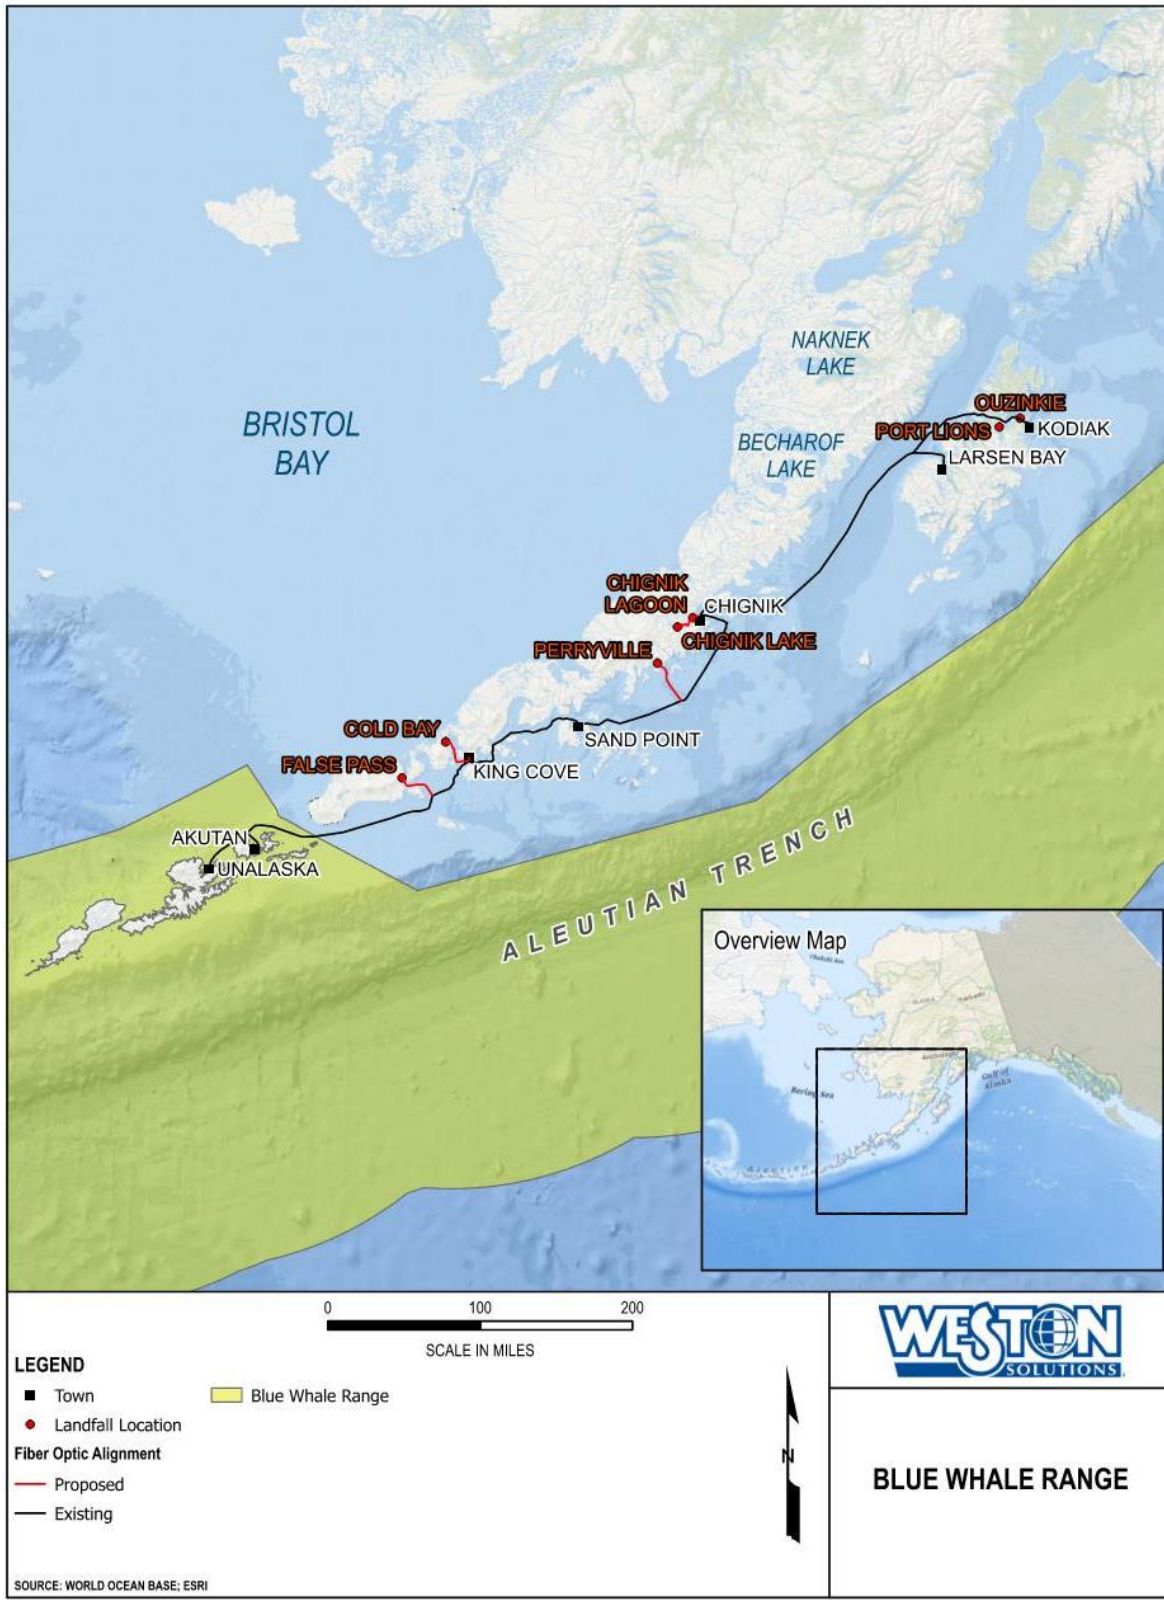 NAKNEK
LAKE
BRISTOL
BAY
BECHAROF
LAKE
OUZINKIE
PORT LIONS
KODIAK
LARSEN BAY
CHIGNIK
LAGOON
CHIGNIK
CHIGNIK LAKE
PERRYVILLE
COLD BAY
SAND POINT
FALSE PASS
KING COVE
AKUTAN
UNALASKA
ALEUTIAN TRENCH
Overview Map
Gulf of
Alaska
Bering Sea
Aleutian
0 100 200
SCALE IN MILES
LEGEND
Town
Blue Whale Range
Landfall Location
Fiber Optic Alignment
Proposed
Existing
N
SOURCE: WORLD OCEAN BASE; ESRI
WESTON
SOLUTIONS
BLUE WHALE RANGE